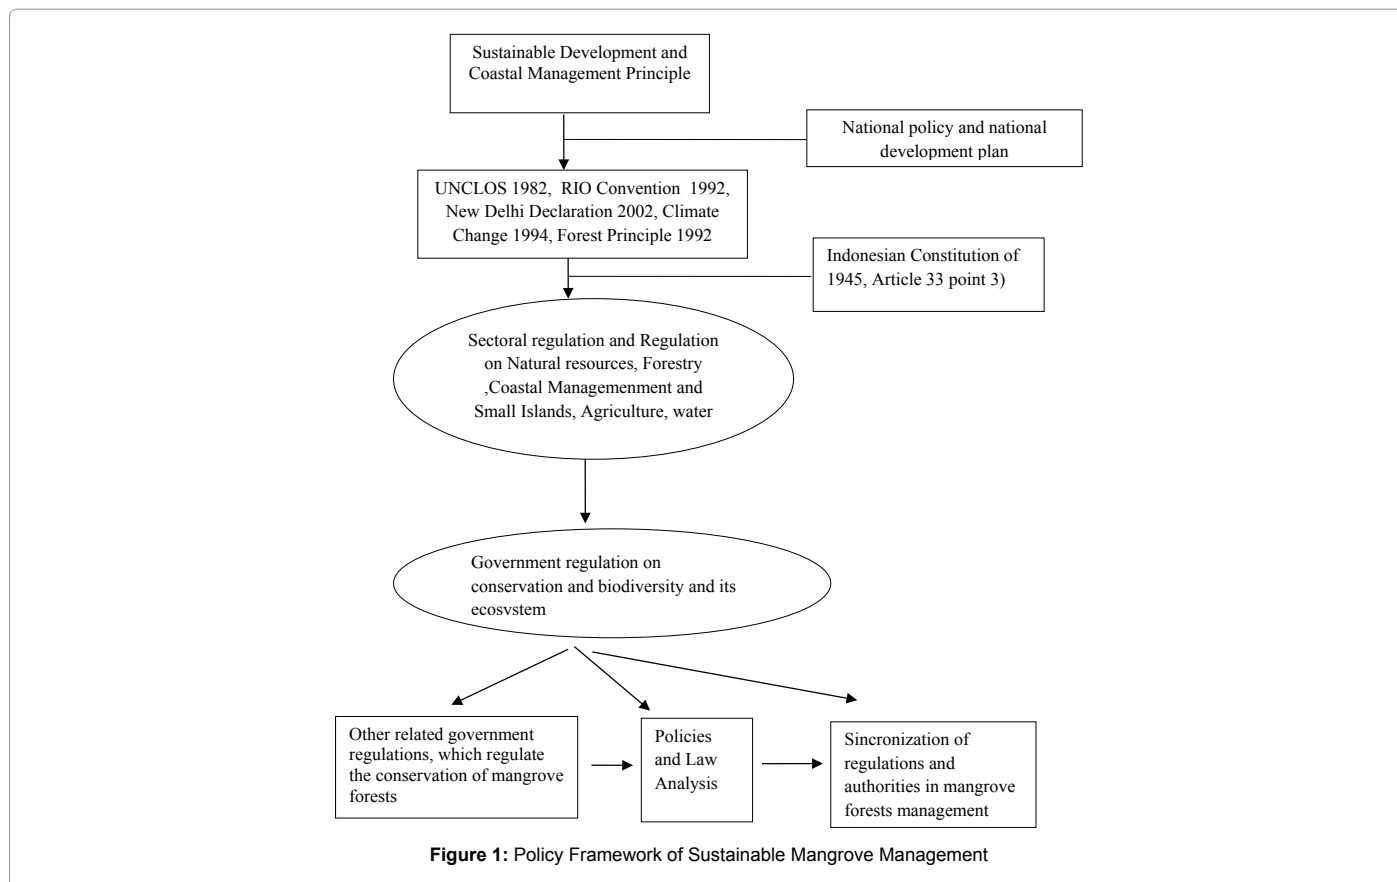 Sustainable Development and
Coastal Management Principle
National policy and national
development plan
UNCLOS 1982, RIO Convention 1992,
New Delhi Declaration 2002, Climate
Change 1994, Forest Principle 1992
Indonesian Constitution of
1945, Article 33 point 3)
Sectoral regulation and Regulation
on Natural resources, Forestry
,Coastal Managemenment and
Small Islands, Agriculture, water
Government regulation on
conservation and biodiversity and its
ecosystem
Other related government
regulations, which regulate
the conservation of mangrove
forests
Policies
and Law
Analysis
Sincronization of
regulations and
authorities in mangrove
forests management
Figure 1: Policy Framework of Sustainable Mangrove Management